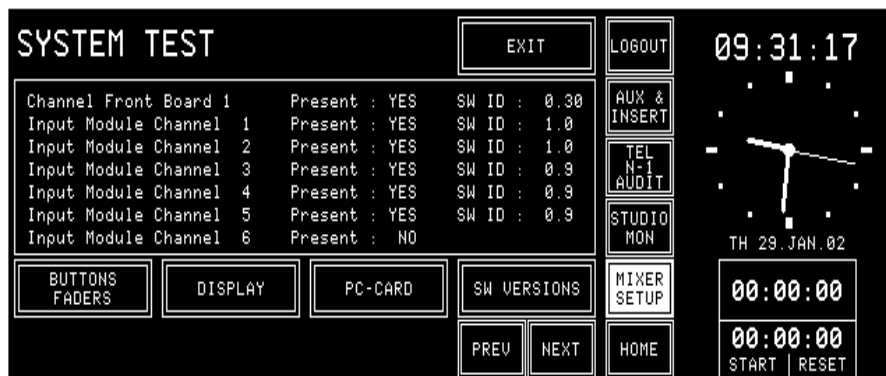 SYSTEM TEST
EXIT
Channel Front Board 1 Present : YES SW ID : 0.30
Input Module Channel 1 Present : YES SW ID : 1.0
Input Module Channel 2 Present : YES SW ID : 1.0
Input Module Channel 3 Present : YES SW ID : 0.9
Input Module Channel 4 Present : YES SW ID : 0.9
Input Module Channel 5 Present : YES SW ID : 0.9
Input Module Channel 6 Present : NO
BUTTONS
FADERS
DISPLAY
PC-CARD
SW VERSIONS
PREV
NEXT
LOGOUT
AUX &
INSERT
TEL
N-1
AUDIT
STUDIO
MON
MIXER
SETUP
HOME
09:31:17
TH 29.JAN.02
00:00:00
00:00:00
START | RESET